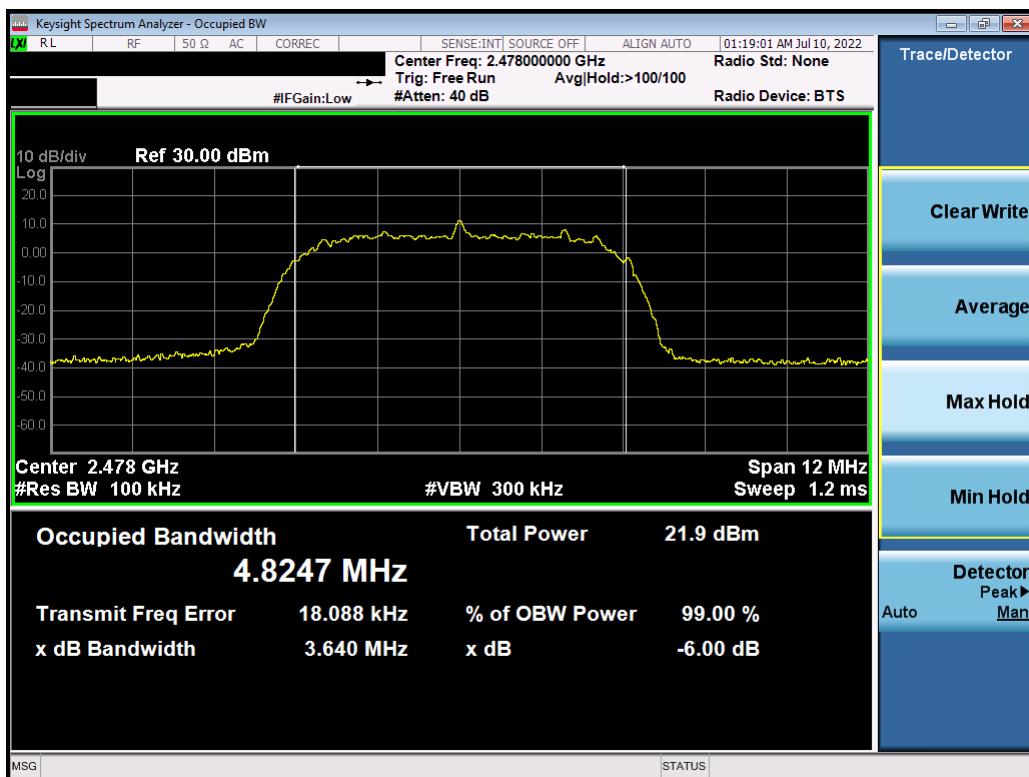 Keysight Spectrum Analyzer - Occupied BW
LXI RL RF 50 Ω AC CORREC SENSE:INT SOURCE OFF ALIGN AUTO 01:19:01 AM Jul 10, 2022
Center Freq: 2.478000000 GHz Radio Std: None
Trig: Free Run Avg|Hold:>100/100
#IFGain:Low #Atten: 40 dB Radio Device: BTS
10 dB/div Ref 30.00 dBm
Log
20.0
10.0
0.00
-10.0
-20.0
-30.0
-40.0
-50.0
-60.0
Center 2.478 GHz Span 12 MHz
#Res BW 100 kHz #VBW 300 kHz Sweep 1.2 ms
Occupied Bandwidth Total Power 21.9 dBm
4.8247 MHz
Transmit Freq Error 18.088 kHz % of OBW Power 99.00 %
x dB Bandwidth 3.640 MHz x dB -6.00 dB
MSG STATUS
Trace/Detector
Clear Write
Average
Max Hold
Min Hold
Detector
Peak▶
Auto Man